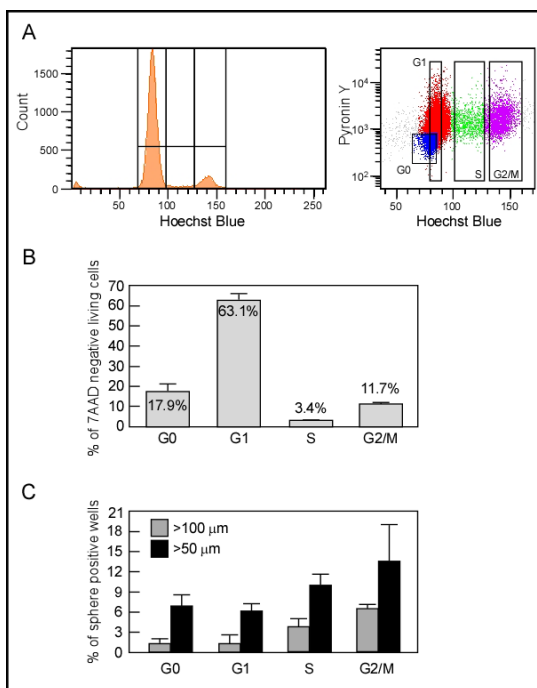 A
Count
1500
1000
500
0
50
100
150
200
250
Hoechst Blue
Pyronin Y
10⁴
10³
10²
G1
G0
S
G2/M
50
100
150
Hoechst Blue
B
% of 7AAD negative living cells
70
60
50
40
30
20
10
0
17.9%
63.1%
3.4%
11.7%
G0 G1 S G2/M
C
% of sphere positive wells
21
18
15
12
9
6
3
0
>100 µm
>50 µm
G0 G1 S G2/M